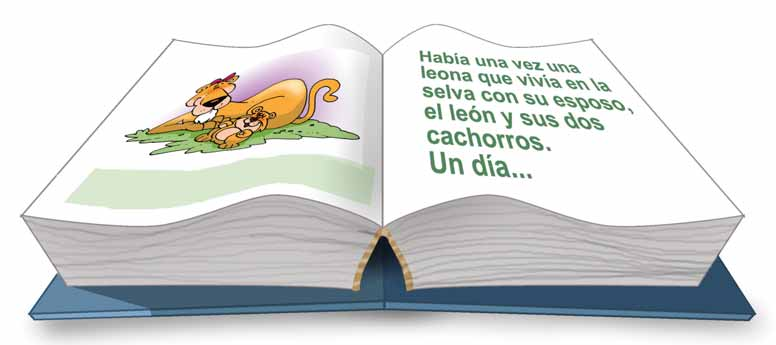 Había una vez una
leona que vivía en la
selva con su esposo,
el león y sus dos
cachorros.
Un día...